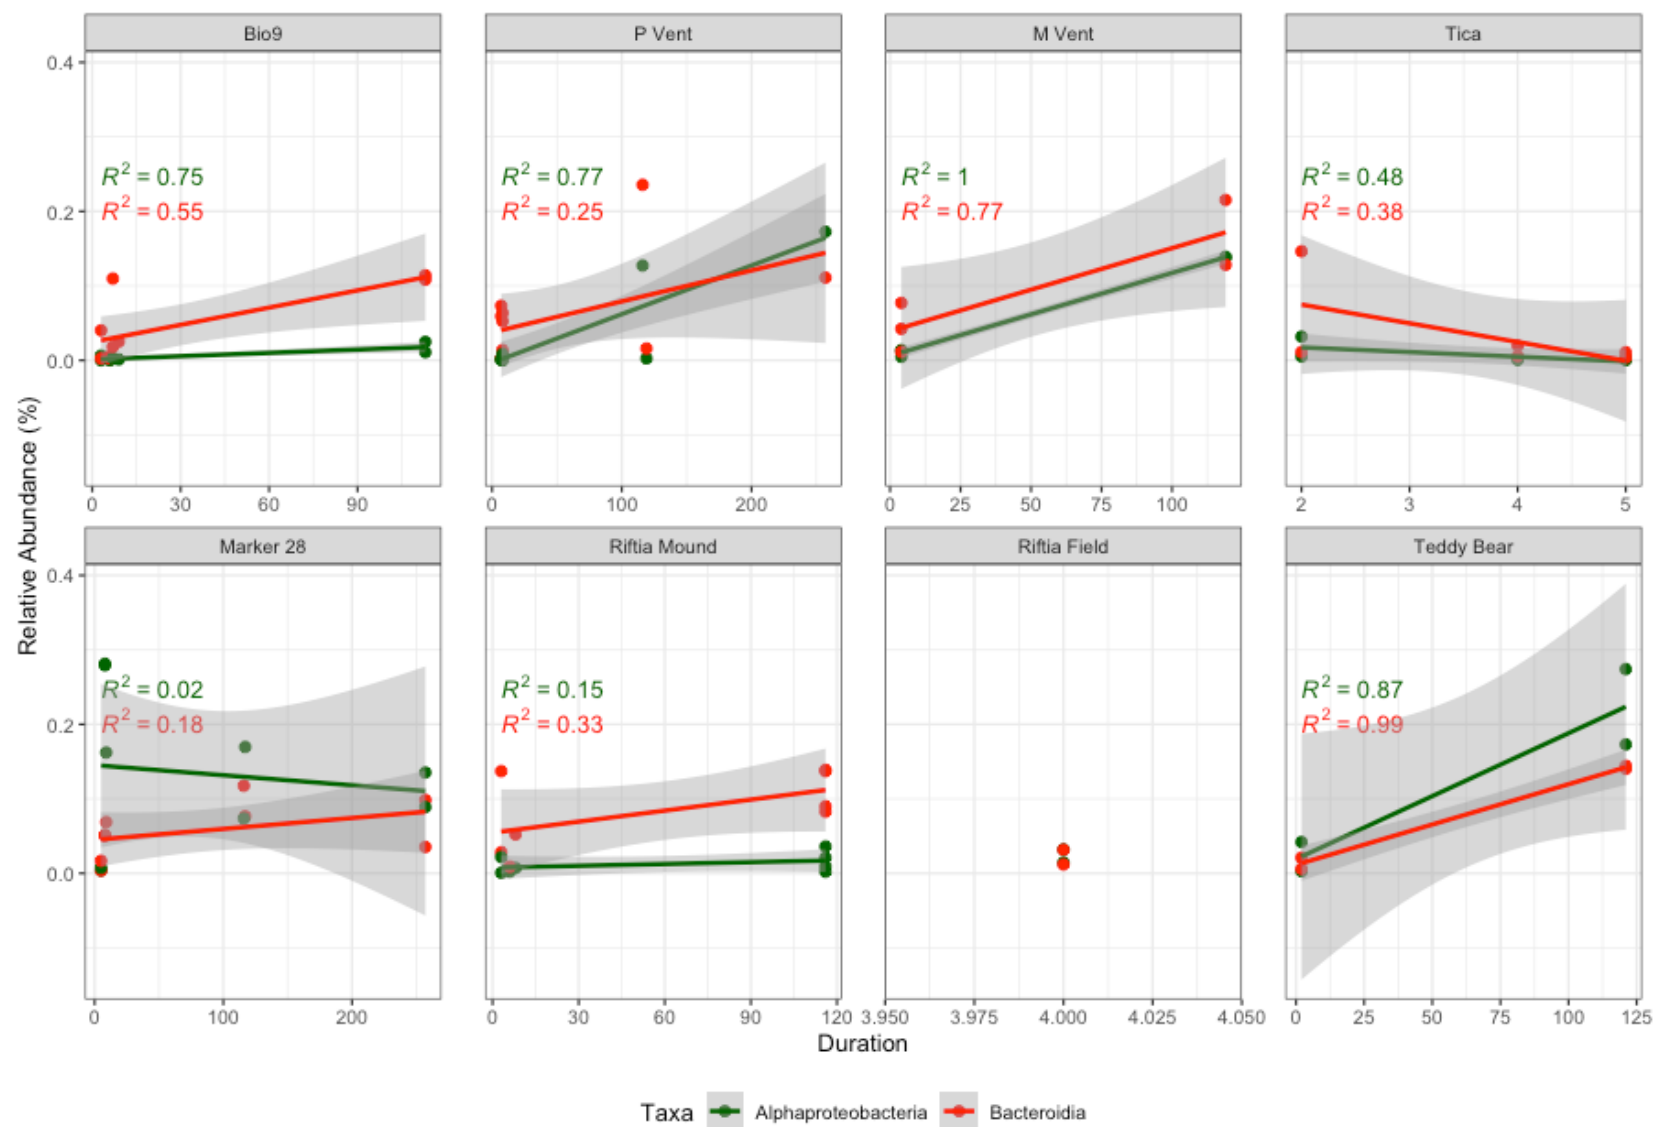 Bio9 P Vent M Vent Tica
0.4
R² = 0.75 R² = 0.77 R² = 1 R² = 0.48
0.2 R² = 0.55 R² = 0.25 R² = 0.77 R² = 0.38
0.0
0 30 60 90 0 100 200 0 25 50 75 100 2 3 4 5
Relative Abundance (%)
Marker 28 Riftia Mound Riftia Field Teddy Bear
0.4
R² = 0.02 R² = 0.15 R² = 0.87
0.2 R² = 0.18 R² = 0.33 R² = 0.99
0.0
0 100 200 0 30 60 90 120 3.950 3.975 4.000 4.025 4.050 0 25 50 75 100 125
Duration
Taxa Alphaproteobacteria Bacteroidia